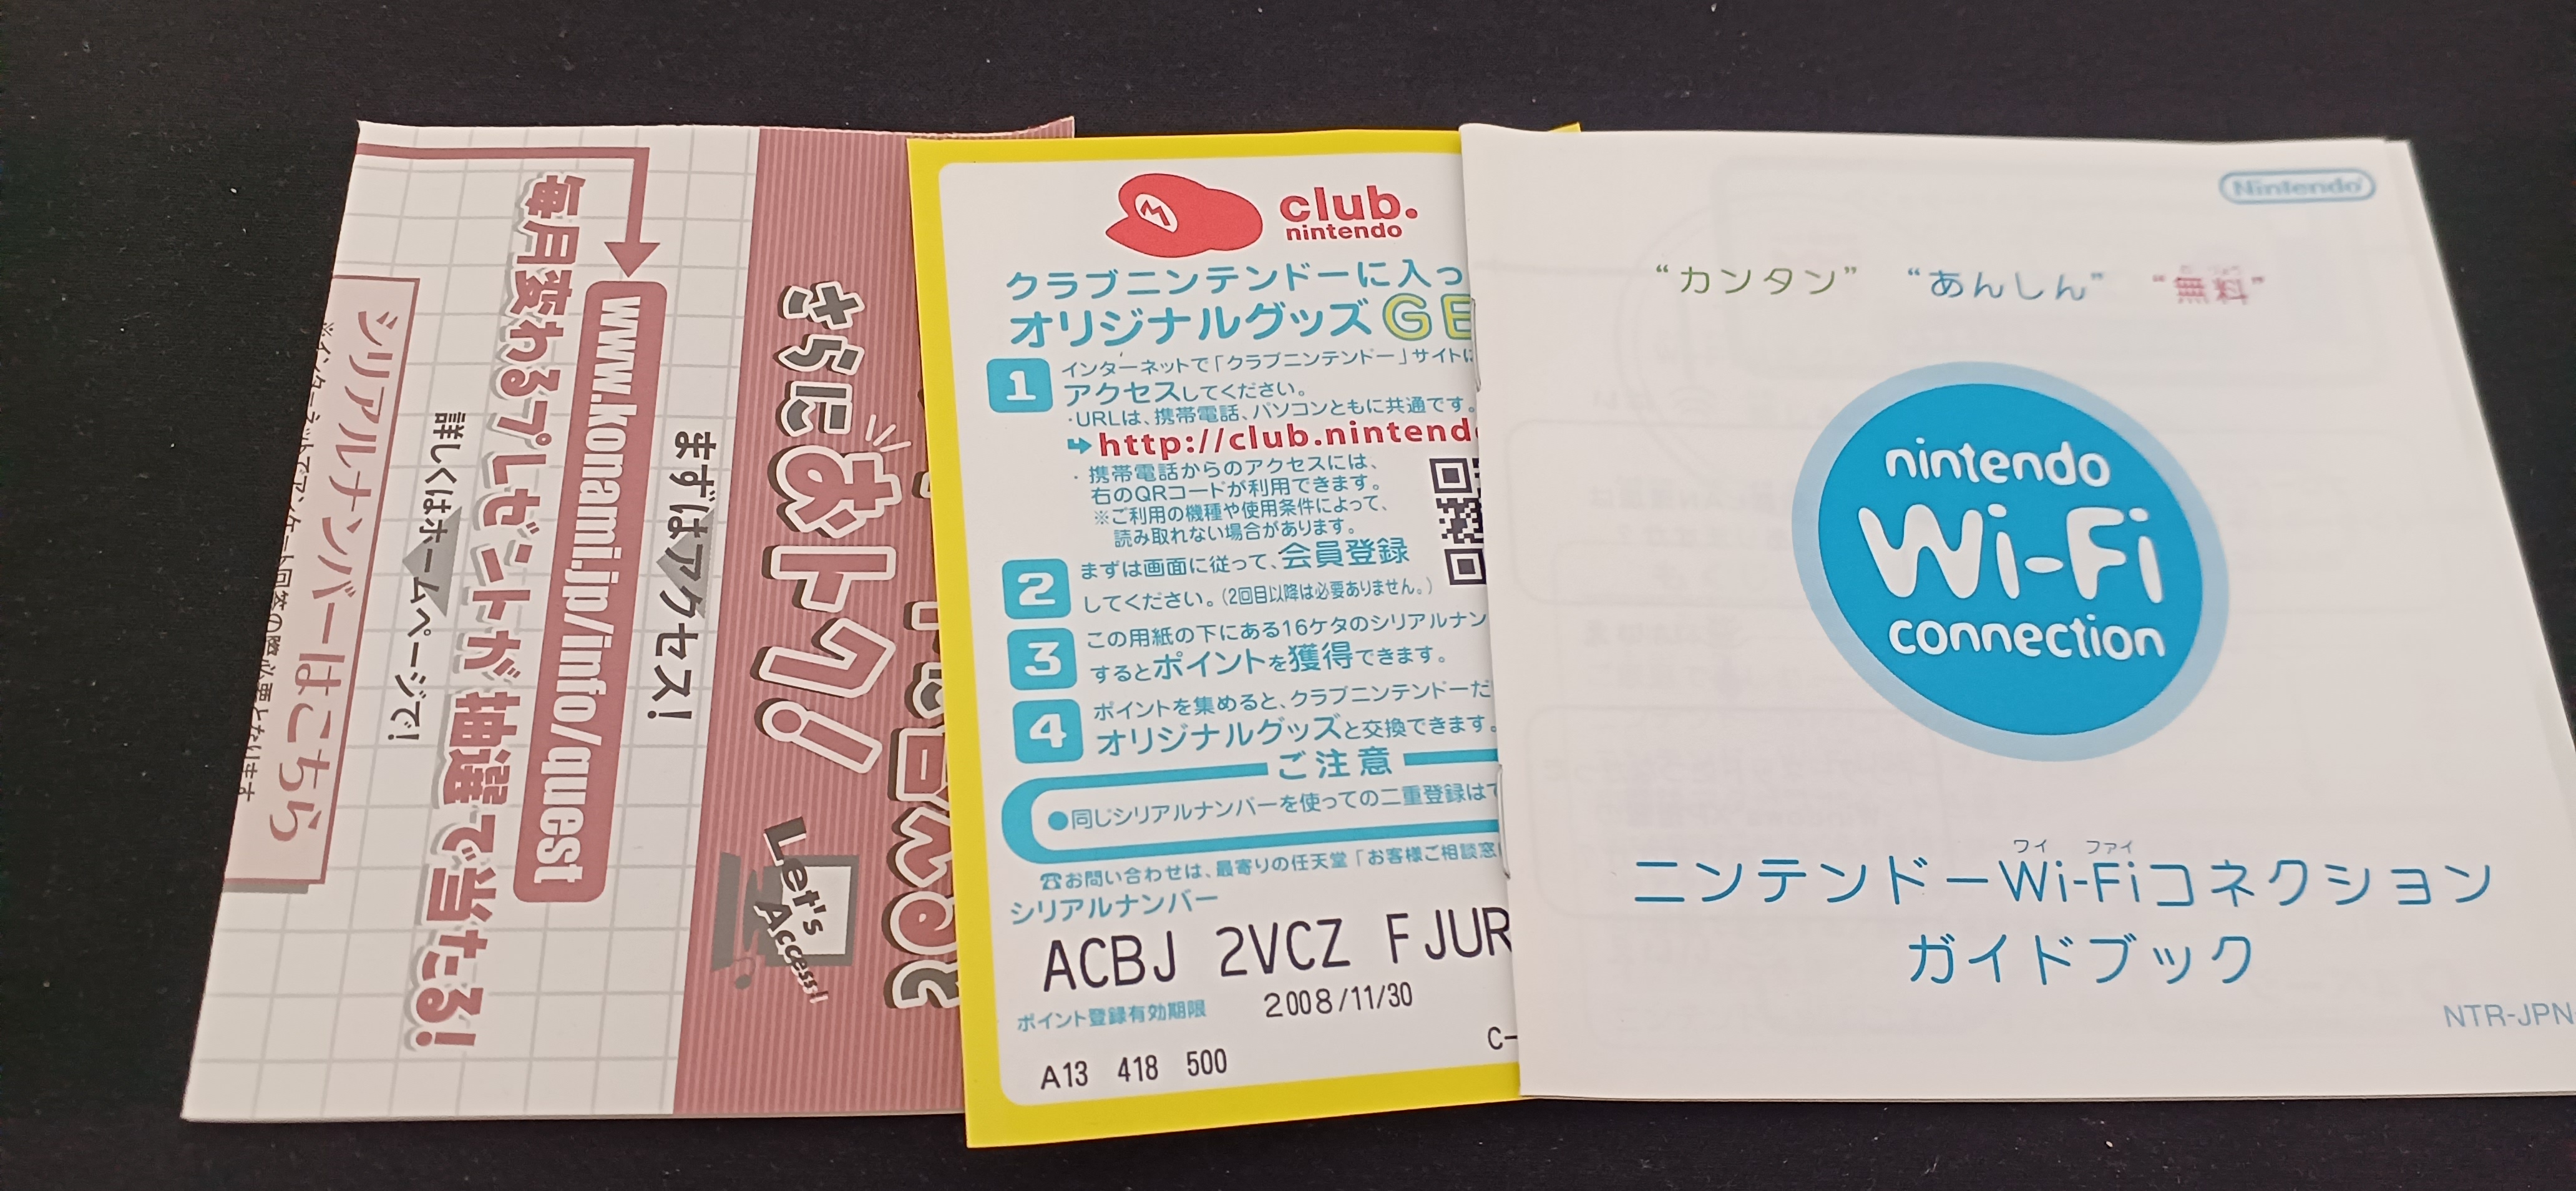 さらにおトク!
Let's Access!
まずはアクセス!
www.konami.jp/info/quest
毎月変わるプレゼントが抽選で当たる!
詳しくはホームページで!
シリアルナンバーはこちら
club.
nintendo
クラブニンテンドーに入っ
オリジナルグッズGE
1 インターネットで「クラブニンテンドー」サイトに
アクセスしてください。
・URLは、携帯電話、パソコンともに共通です。
http://club.nintend
・携帯電話からのアクセスには、
右のQRコードが利用できます。
※ご利用の機種や使用条件によって、
読み取れない場合があります。
2 まずは画面に従って、会員登録
してください。(2回目以降は必要ありません。)
3 この用紙の下にある16ケタのシリアルナン
するとポイントを獲得できます。
4 ポイントを集めると、クラブニンテンドーだ
オリジナルグッズと交換できます。
ご注意
●同じシリアルナンバーを使っての二重登録は
☎お問い合わせは、最寄りの任天堂「お客様ご相談窓
シリアルナンバー
ACBJ 2VCZ FJUR
ポイント登録有効期限 2008/11/30
C-
A13 418 500
Nintendo
“カンタン” “あんしん” “無料”
nintendo
Wi-Fi
connection
ワイ ファイ
ニンテンドーWi-Fiコネクション
ガイドブック
NTR-JPN-